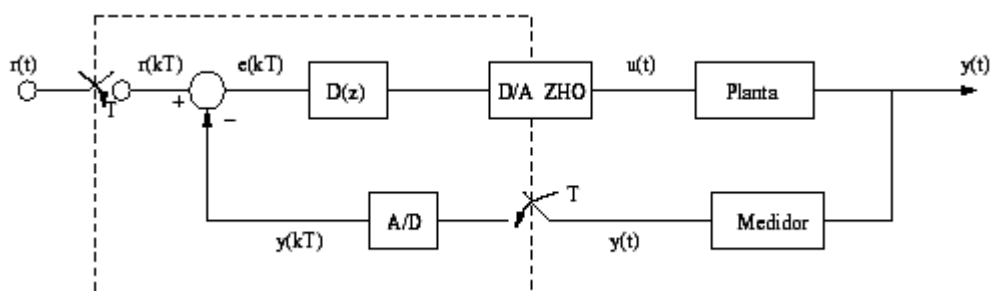 r(t)
r(kT)
e(kT)
u(t)
y(t)
+
D(z)
D/A ZHO
Planta
T
−
T
A/D
Medidor
y(kT)
y(t)